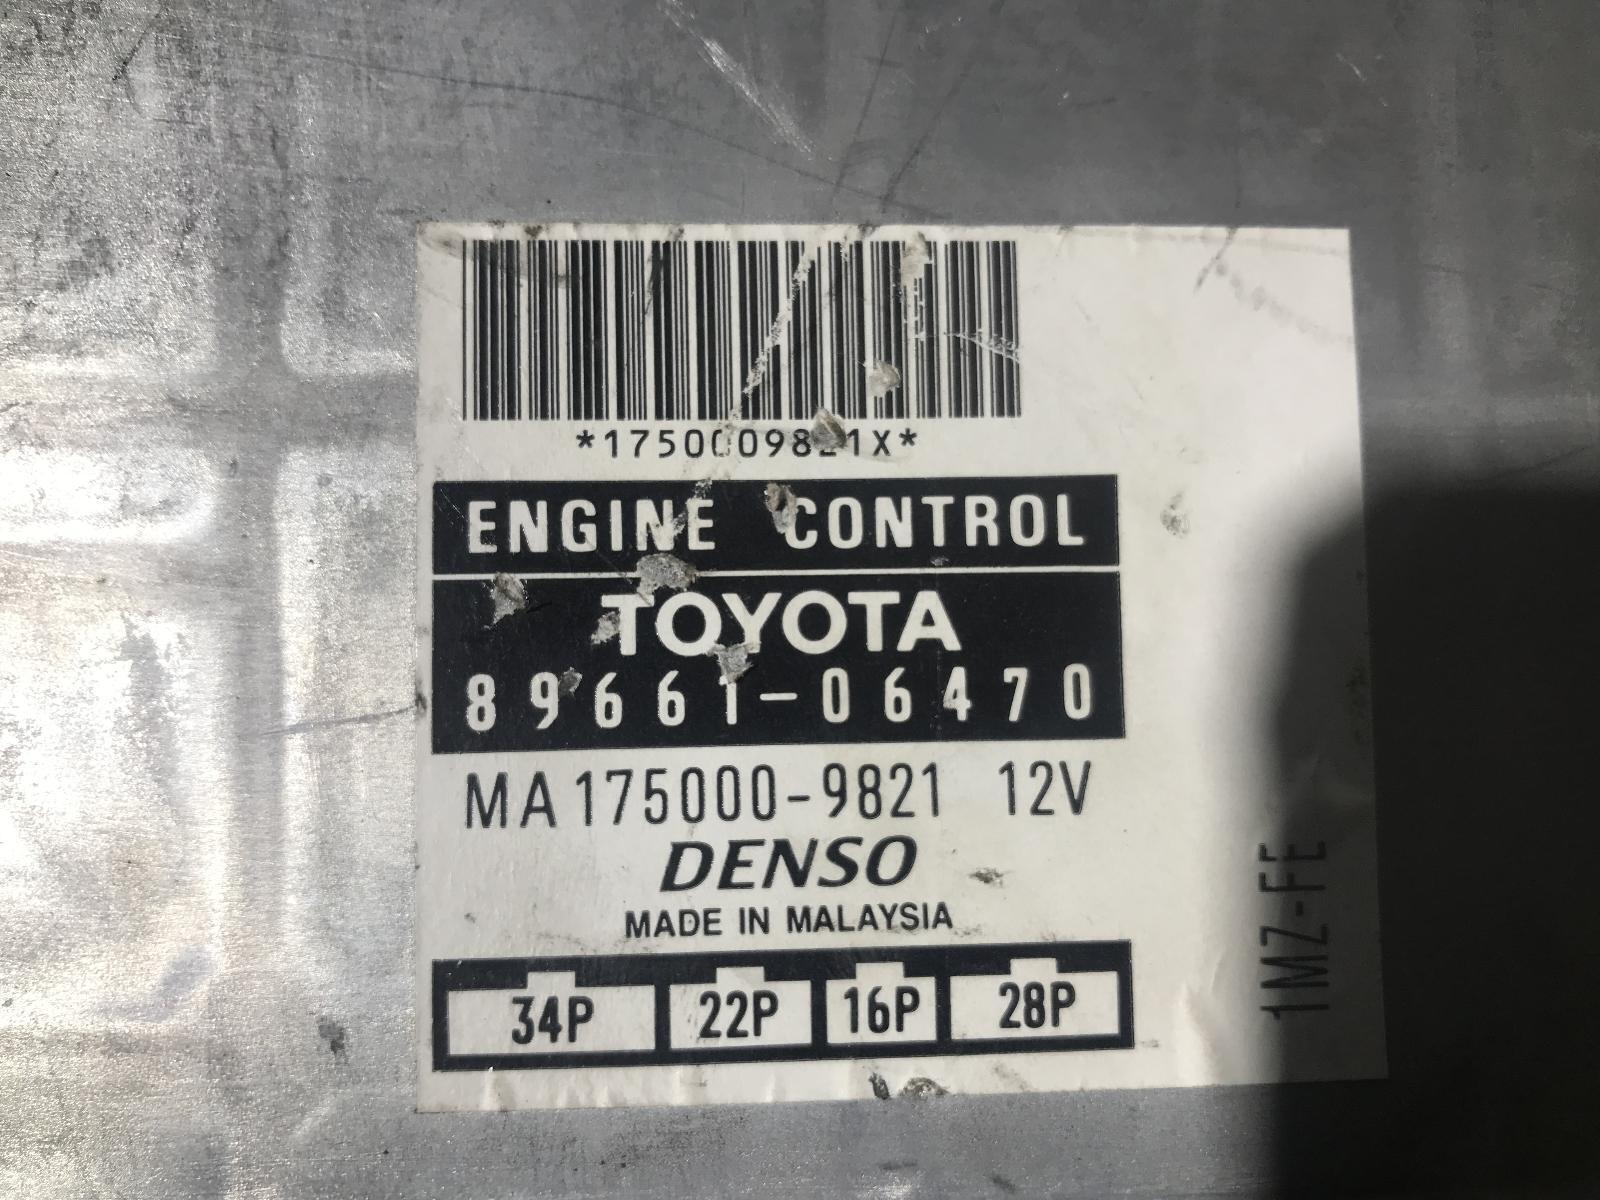 *1750009821X*
ENGINE CONTROL
TOYOTA
89661-06470
MA175000-9821 12V
DENSO
MADE IN MALAYSIA
34P 22P 16P 28P
1MZ-FE